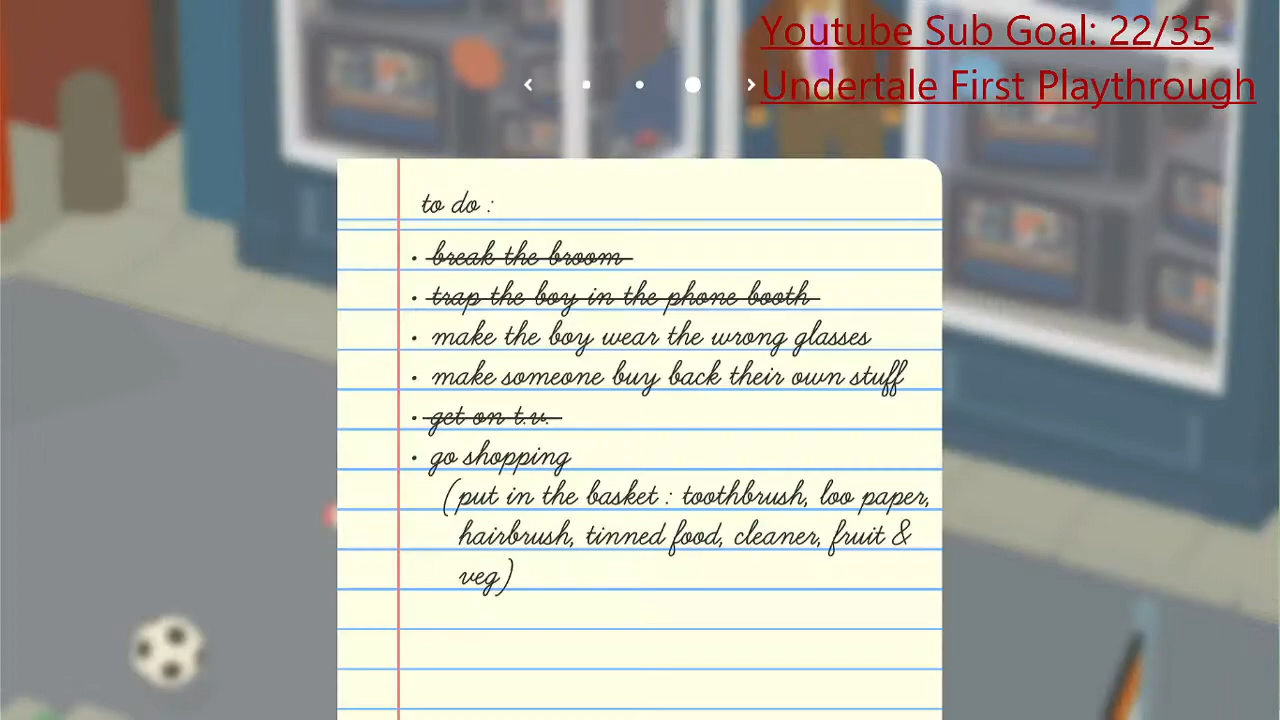 Youtube Sub Goal: 22/35
Undertale First Playthrough
to do :
• break the broom
• trap the boy in the phone booth
• make the boy wear the wrong glasses
• make someone buy back their own stuff
• get on t.v.
• go shopping
(put in the basket : toothbrush, loo paper,
hairbrush, tinned food, cleaner, fruit &
veg)